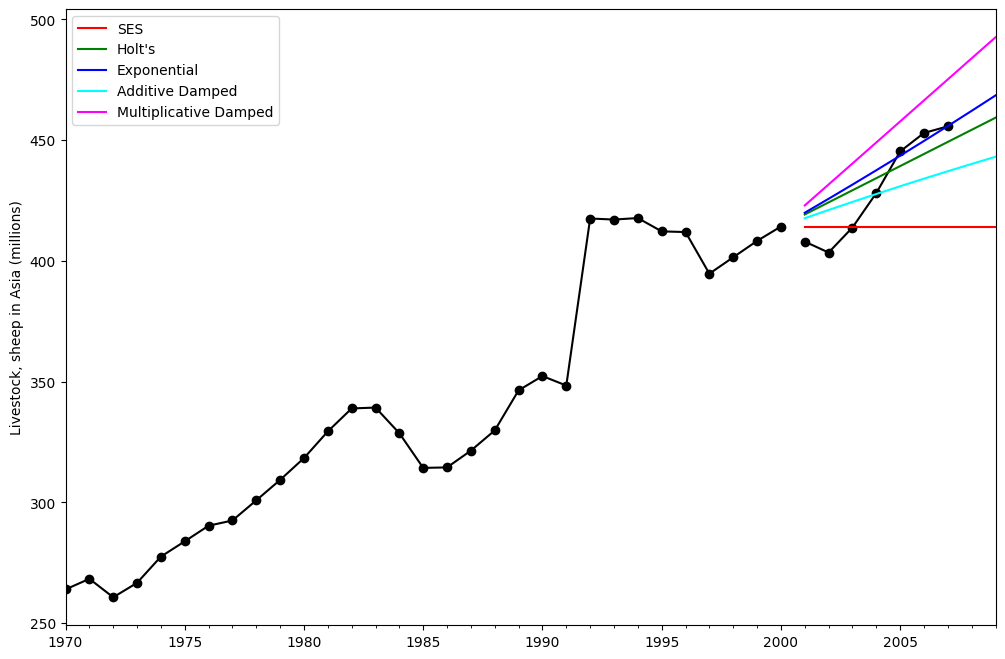 SES
Holt's
Exponential
Additive Damped
Multiplicative Damped
Livestock, sheep in Asia (millions)
500
450
400
350
300
250
1970
1975
1980
1985
1990
1995
2000
2005